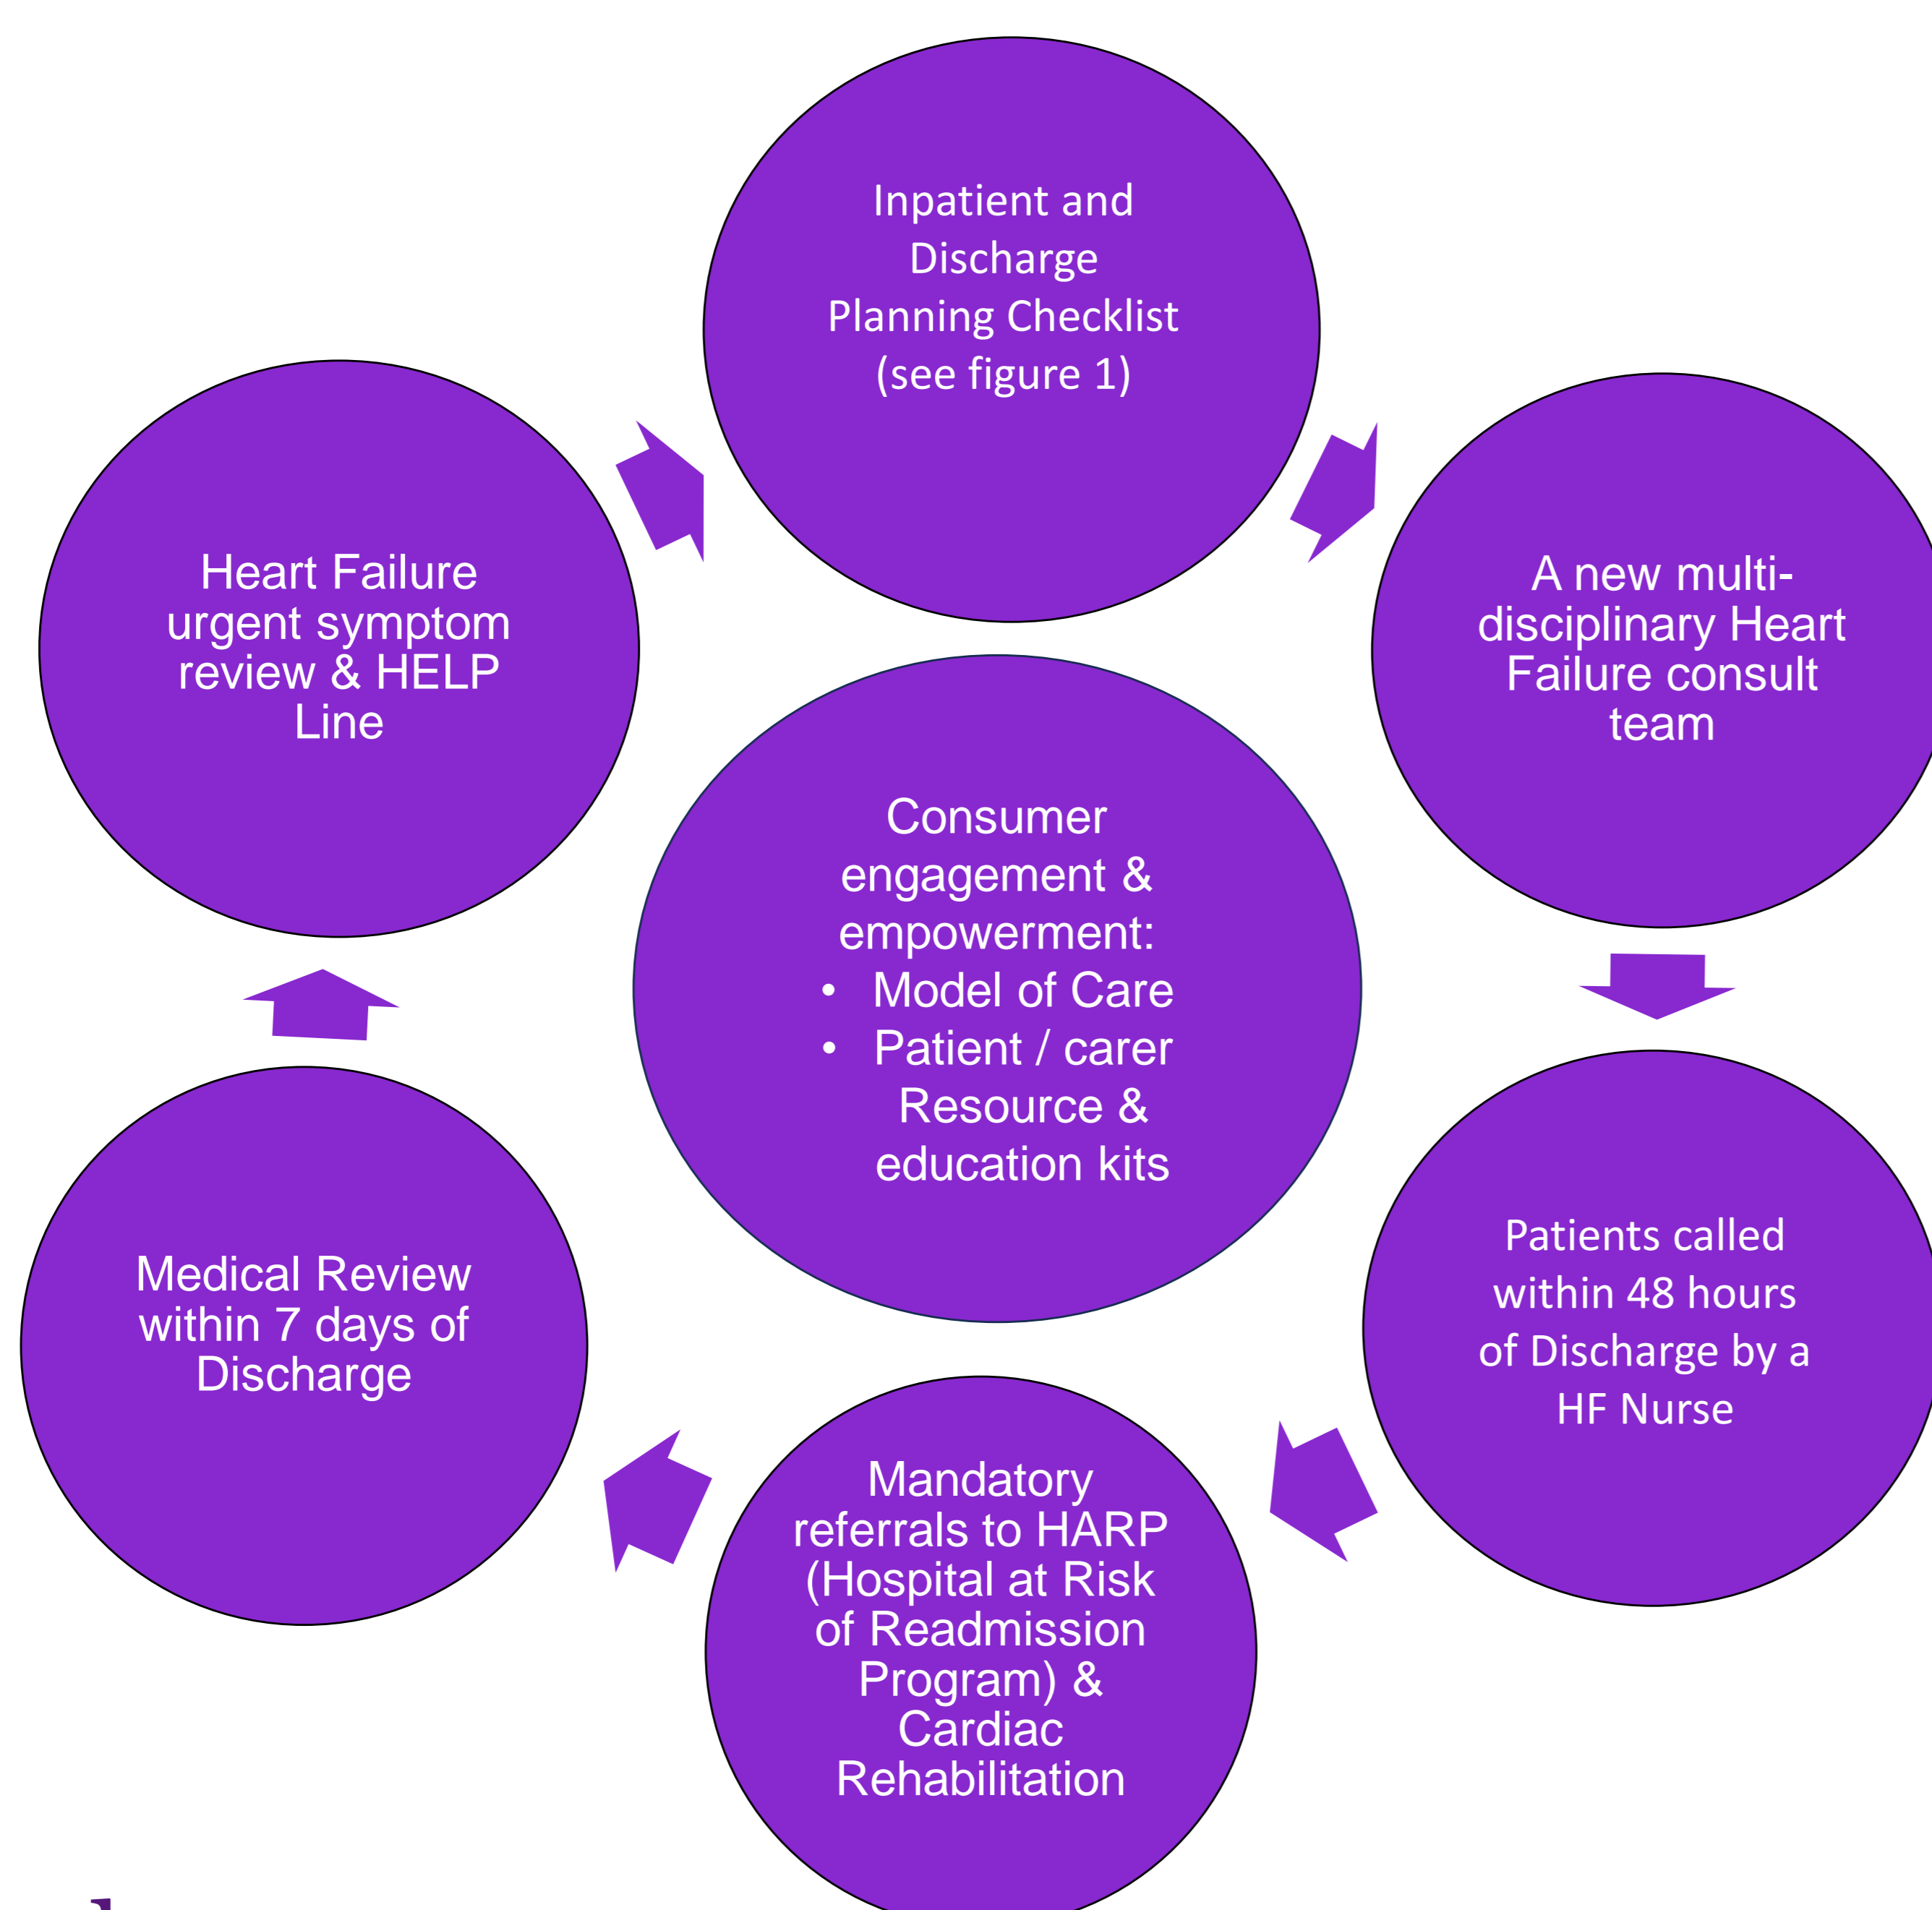 Inpatient and
Discharge
Planning Checklist
(see figure 1)
A new multi-
disciplinary Heart
Failure consult
team
Patients called
within 48 hours
of Discharge by a
HF Nurse
Mandatory
referrals to HARP
(Hospital at Risk
of Readmission
Program) &
Cardiac
Rehabilitation
Medical Review
within 7 days of
Discharge
Heart Failure
urgent symptom
review & HELP
Line
Consumer
engagement &
empowerment:
• Model of Care
• Patient / carer
Resource &
education kits